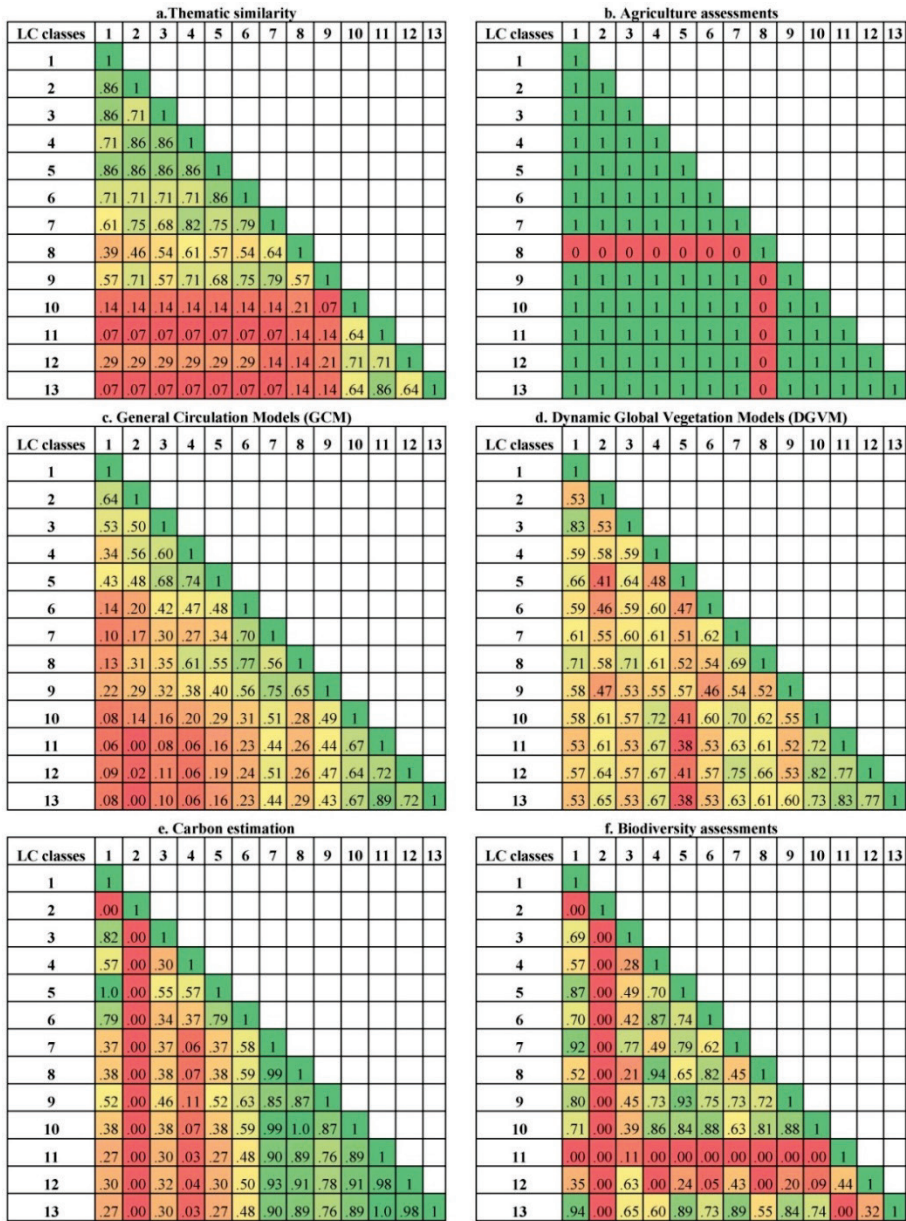 a.Thematic similarity
LC classes 1 2 3 4 5 6 7 8 9 10 11 12 13
1 1
2 .86 1
3 .86 .71 1
4 .71 .86 .86 1
5 .86 .86 .86 .86 1
6 .71 .71 .71 .71 .86 1
7 .61 .75 .68 .82 .75 .79 1
8 .39 .46 .54 .61 .57 .54 .64 1
9 .57 .71 .57 .71 .68 .75 .79 .57 1
10 .14 .14 .14 .14 .14 .14 .14 .21 .07 1
11 .07 .07 .07 .07 .07 .07 .07 .14 .14 .64 1
12 .29 .29 .29 .29 .29 .29 .14 .14 .21 .71 .71 1
13 .07 .07 .07 .07 .07 .07 .07 .14 .14 .64 .86 .64 1
b. Agriculture assessments
LC classes 1 2 3 4 5 6 7 8 9 10 11 12 13
1 1
2 1 1
3 1 1 1
4 1 1 1 1
5 1 1 1 1 1
6 1 1 1 1 1 1
7 1 1 1 1 1 1 1
8 0 0 0 0 0 0 0 1
9 1 1 1 1 1 1 1 0 1
10 1 1 1 1 1 1 1 0 1 1
11 1 1 1 1 1 1 1 0 1 1 1
12 1 1 1 1 1 1 1 0 1 1 1 1
13 1 1 1 1 1 1 1 0 1 1 1 1 1
c. General Circulation Models (GCM)
LC classes 1 2 3 4 5 6 7 8 9 10 11 12 13
1 1
2 .64 1
3 .53 .50 1
4 .34 .56 .60 1
5 .43 .48 .68 .74 1
6 .14 .20 .42 .47 .48 1
7 .10 .17 .30 .27 .34 .70 1
8 .13 .31 .35 .61 .55 .77 .56 1
9 .22 .29 .32 .38 .40 .56 .75 .65 1
10 .08 .14 .16 .20 .29 .31 .51 .28 .49 1
11 .06 .00 .08 .06 .16 .23 .44 .26 .44 .67 1
12 .09 .02 .11 .06 .19 .24 .51 .26 .47 .64 .72 1
13 .08 .00 .10 .06 .16 .23 .44 .29 .43 .67 .89 .72 1
d. Dynamic Global Vegetation Models (DGVM)
LC classes 1 2 3 4 5 6 7 8 9 10 11 12 13
1 1
2 .53 1
3 .83 .53 1
4 .59 .58 .59 1
5 .66 .41 .64 .48 1
6 .59 .46 .59 .60 .47 1
7 .61 .55 .60 .61 .51 .62 1
8 .71 .58 .71 .61 .52 .54 .69 1
9 .58 .47 .53 .55 .57 .46 .54 .52 1
10 .58 .61 .57 .72 .41 .60 .70 .62 .55 1
11 .53 .61 .53 .67 .38 .53 .63 .61 .52 .72 1
12 .57 .64 .57 .67 .41 .57 .75 .66 .53 .82 .77 1
13 .53 .65 .53 .67 .38 .53 .63 .61 .60 .73 .83 .77 1
e. Carbon estimation
LC classes 1 2 3 4 5 6 7 8 9 10 11 12 13
1 1
2 .00 1
3 .82 .00 1
4 .57 .00 .30 1
5 1.0 .00 .55 .57 1
6 .79 .00 .34 .37 .79 1
7 .37 .00 .37 .06 .37 .58 1
8 .38 .00 .38 .07 .38 .59 .99 1
9 .52 .00 .46 .11 .52 .63 .85 .87 1
10 .38 .00 .38 .07 .38 .59 .99 1.0 .87 1
11 .27 .00 .30 .03 .27 .48 .90 .89 .76 .89 1
12 .30 .00 .32 .04 .30 .50 .93 .91 .78 .91 .98 1
13 .27 .00 .30 .03 .27 .48 .90 .89 .76 .89 1.0 .98 1
f. Biodiversity assessments
LC classes 1 2 3 4 5 6 7 8 9 10 11 12 13
1 1
2 .00 1
3 .69 .00 1
4 .57 .00 .28 1
5 .87 .00 .49 .70 1
6 .70 .00 .42 .87 .74 1
7 .92 .00 .77 .49 .79 .62 1
8 .52 .00 .21 .94 .65 .82 .45 1
9 .80 .00 .45 .73 .93 .75 .73 .72 1
10 .71 .00 .39 .86 .84 .88 .63 .81 .88 1
11 .00 .00 .11 .00 .00 .00 .00 .00 .00 .00 1
12 .35 .00 .63 .00 .24 .05 .43 .00 .20 .09 .44 1
13 .94 .00 .65 .60 .89 .73 .89 .55 .84 .74 .00 .32 1